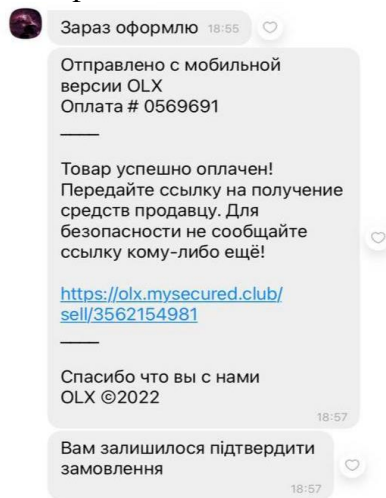 Зараз оформлю 18:55
Отправлено с мобильной
версии OLX
Оплата # 0569691
____
Товар успешно оплачен!
Передайте ссылку на получение
средств продавцу. Для
безопасности не сообщайте
ссылку кому-либо ещё!
https://olx.mysecured.club/
sell/3562154981
____
Спасибо что вы с нами
OLX ©2022
18:57
Вам залишилося підтвердити
замовлення
18:57